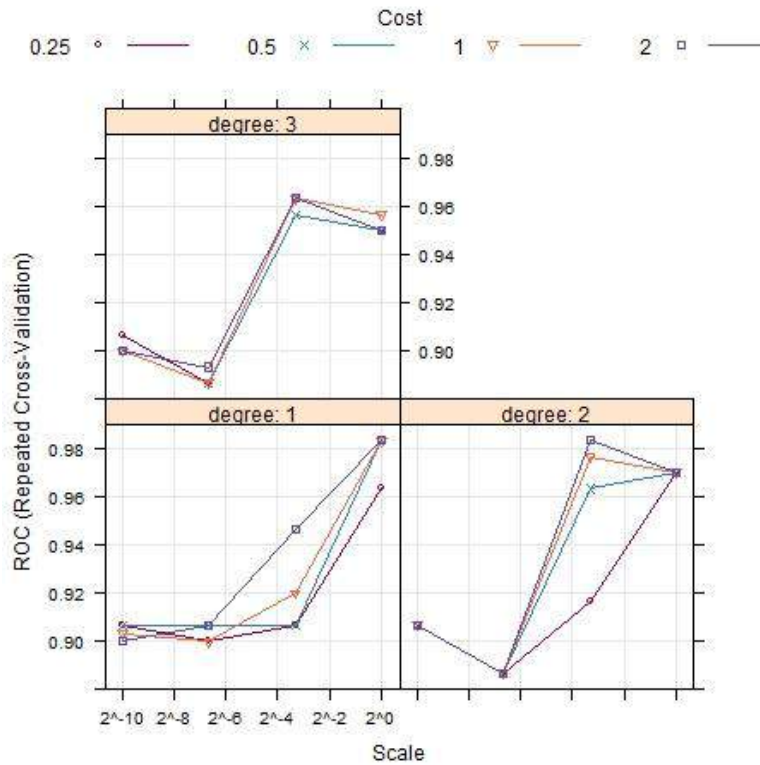 Cost
0.25 0.5 1 2
degree: 3
0.98
0.96
0.94
0.92
0.90
ROC (Repeated Cross-Validation)
degree: 1 degree: 2
0.98
0.96
0.94
0.92
0.90
2^-10 2^-8 2^-6 2^-4 2^-2 2^0
Scale